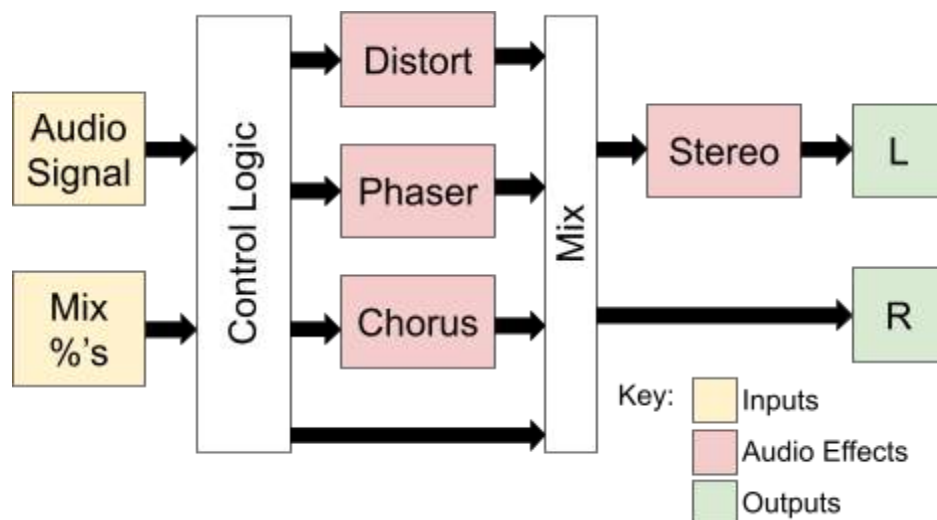 Audio
Signal
Mix
%'s
Control Logic
Distort
Phaser
Chorus
Mix
Stereo
L
R
Key:
Inputs
Audio Effects
Outputs